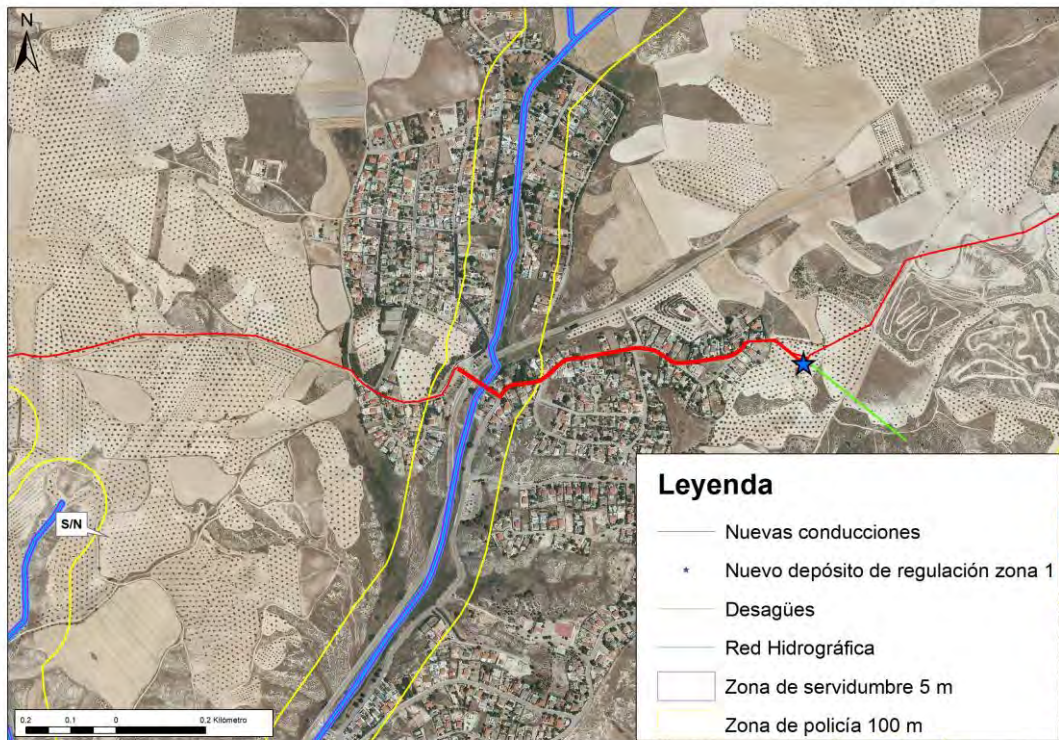 N
S/N
Leyenda
Nuevas conducciones
Nuevo depósito de regulación zona 1
Desagües
Red Hidrográfica
Zona de servidumbre 5 m
Zona de policía 100 m
0,2 0,1 0 0,2 Kilómetro